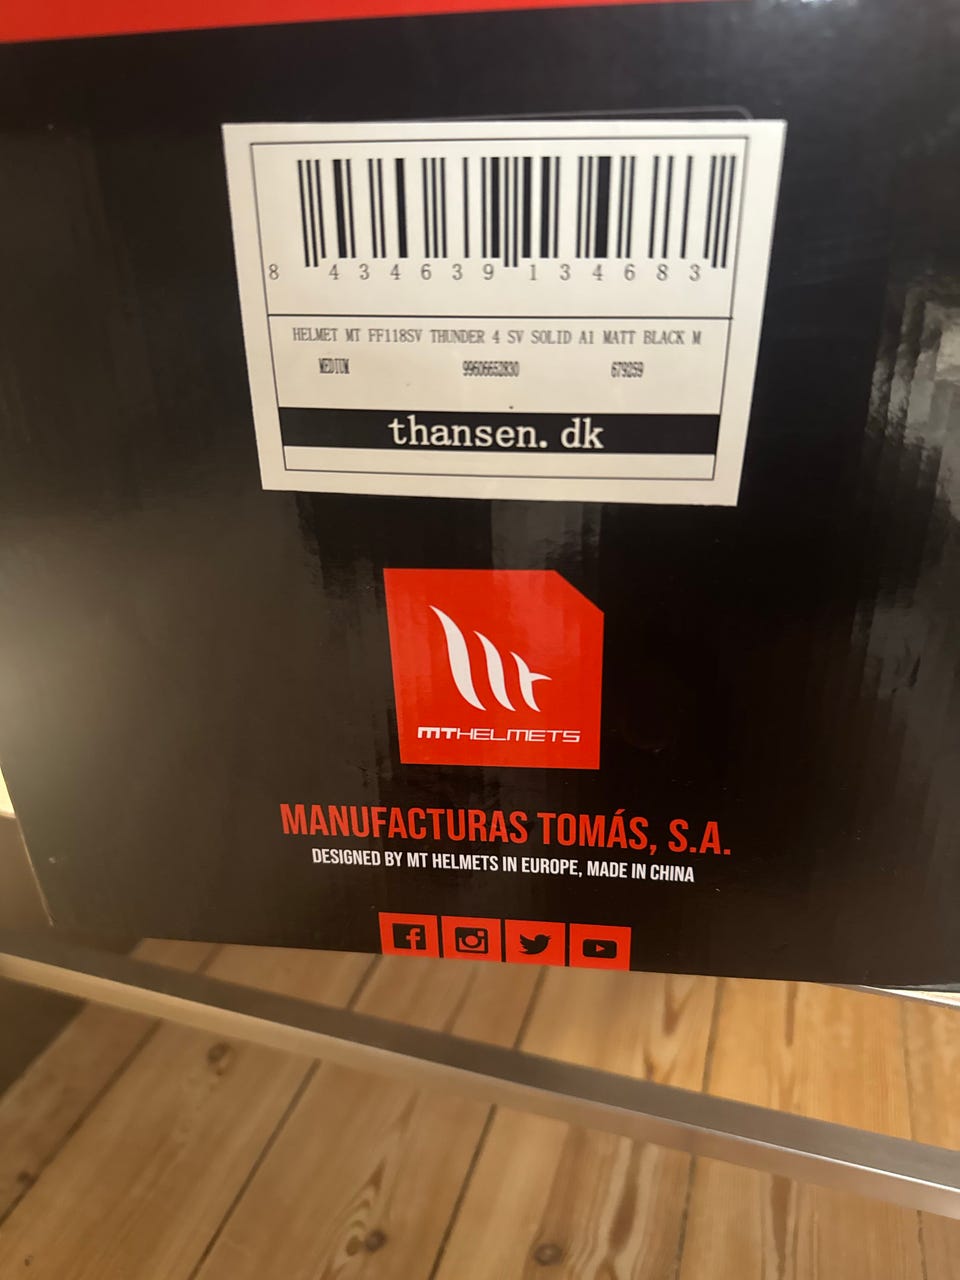 8 434639 134683
HELMET MT FF118SV THUNDER 4 SV SOLID A1 MATT BLACK M
MEDIUM 99606652830 679259
thansen.dk
MTHELMETS
MANUFACTURAS TOMÁS, S.A.
DESIGNED BY MT HELMETS IN EUROPE, MADE IN CHINA